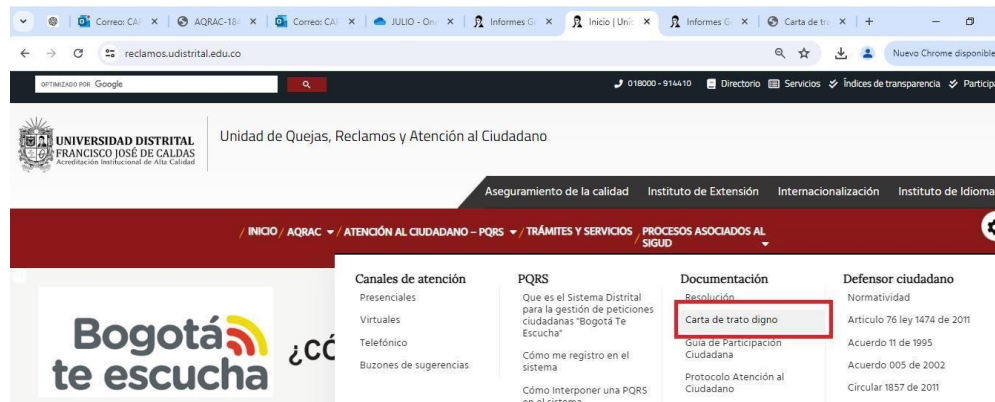 Correo: CA
AQRAC-18
Correo: CA
JULIO - On
Informes G
Inicio | Uni
Informes G
Carta de tr
reclamos.udistrital.edu.co
Nuevo Chrome disponible
OPTIMIZADO POR Google
018000 - 914410
Directorio
Servicios
Índices de transparencia
Particip
UNIVERSIDAD DISTRITAL
FRANCISCO JOSÉ DE CALDAS
Acreditación Institucional de Alta Calidad
Unidad de Quejas, Reclamos y Atención al Ciudadano
Aseguramiento de la calidad
Instituto de Extensión
Internacionalización
Instituto de Idioma
/ INICIO / AQRAC / ATENCIÓN AL CIUDADANO – PQRS / TRÁMITES Y SERVICIOS / PROCESOS ASOCIADOS AL
SIGUD
Canales de atención
Presenciales
Virtuales
Telefónico
Buzones de sugerencias
PQRS
Que es el Sistema Distrital
para la gestión de peticiones
ciudadanas "Bogotá Te
Escucha"
Cómo me registro en el
sistema
Cómo Interponer una PQRS
en el sistema
Documentación
Resolución
Carta de trato digno
Guía de Participación
Ciudadana
Protocolo Atención al
Ciudadano
Defensor ciudadano
Normatividad
Articulo 76 ley 1474 de 2011
Acuerdo 11 de 1995
Acuerdo 005 de 2002
Circular 1857 de 2011
Bogotá
te escucha
¿CÓ